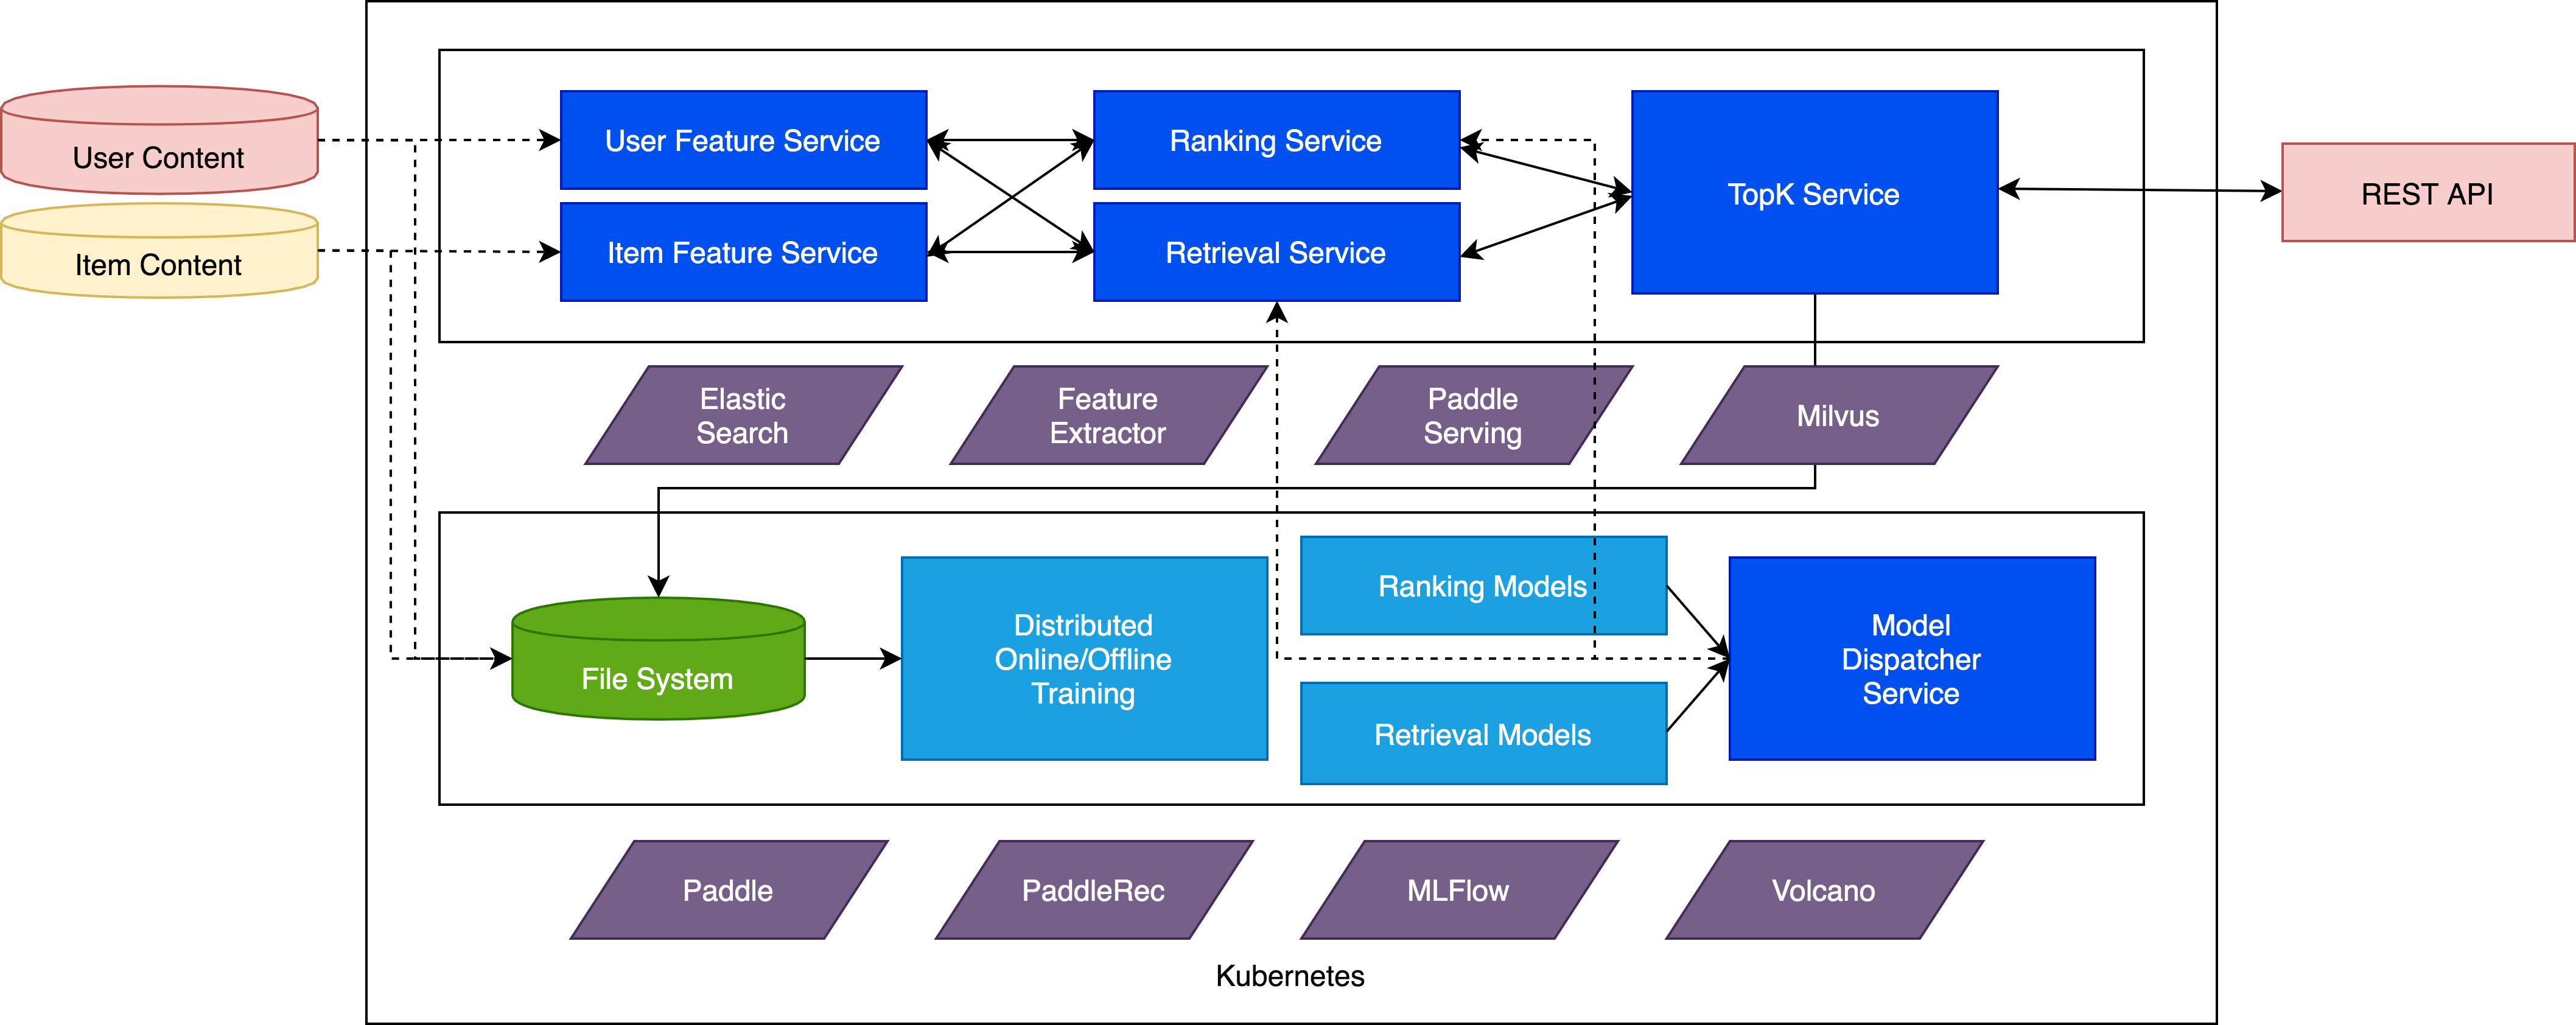 User Content
Item Content
User Feature Service
Item Feature Service
Ranking Service
Retrieval Service
TopK Service
REST API
Elastic
Search
Feature
Extractor
Paddle
Serving
Milvus
File System
Distributed
Online/Offline
Training
Ranking Models
Retrieval Models
Model
Dispatcher
Service
Paddle
PaddleRec
MLFlow
Volcano
Kubernetes